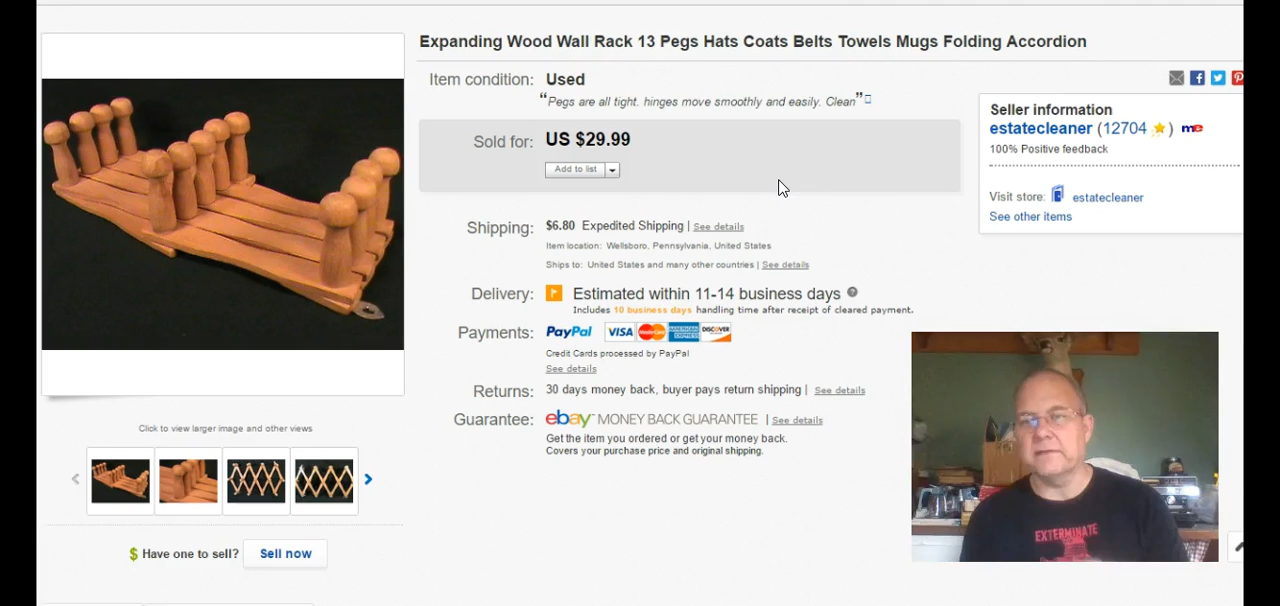 Expanding Wood Wall Rack 13 Pegs Hats Coats Belts Towels Mugs Folding Accordion
Item condition: Used
“Pegs are all tight. hinges move smoothly and easily. Clean”
Sold for: US $29.99
Add to list
Seller information
estatecleaner (12704 ) me
100% Positive feedback
Visit store: estatecleaner
See other items
Shipping: $6.80 Expedited Shipping | See details
Item location: Wellsboro, Pennsylvania, United States
Ships to: United States and many other countries | See details
Delivery: Estimated within 11-14 business days
Includes 10 business days handling time after receipt of cleared payment.
Payments: PayPal VISA MasterCard AMERICAN EXPRESS DISCOVER
Credit Cards processed by PayPal
See details
Returns: 30 days money back, buyer pays return shipping | See details
Guarantee: ebay MONEY BACK GUARANTEE | See details
Get the item you ordered or get your money back.
Covers your purchase price and original shipping.
Click to view larger image and other views
$ Have one to sell? Sell now
EXTERMINATE